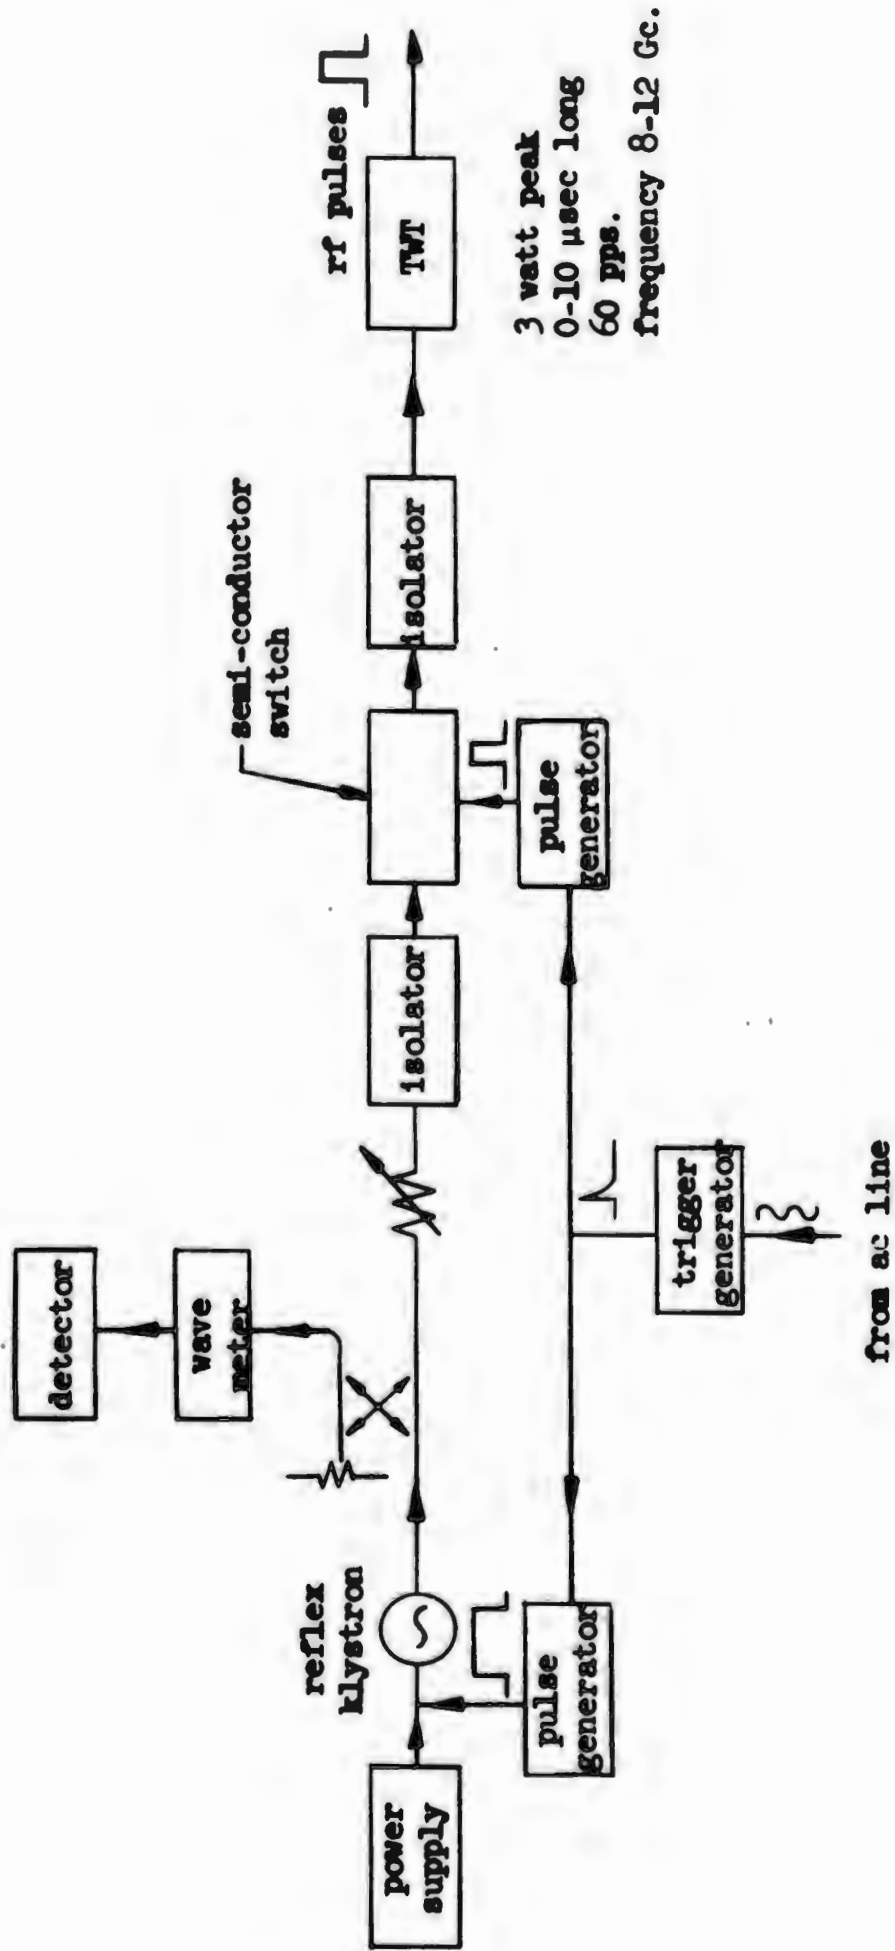 detector
wave
meter
reflex
klystron
semi-conductor
switch
rf pulses
power
supply
isolator
isolator
TWT
pulse
generator
pulse
generator
3 watt peak
0-10 µsec long
60 pps.
frequency 8-12 Gc.
trigger
generator
from ac line